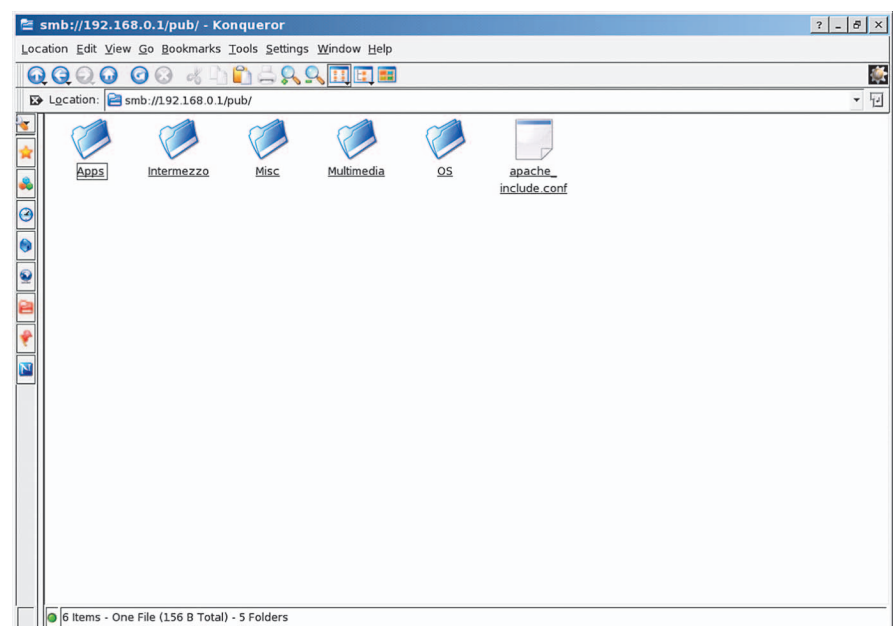 smb://192.168.0.1/pub/ - Konqueror
Location Edit View Go Bookmarks Tools Settings Window Help
Location: smb://192.168.0.1/pub/
Apps Intermezzo Misc Multimedia OS apache_
include.conf
6 Items - One File (156 B Total) - 5 Folders